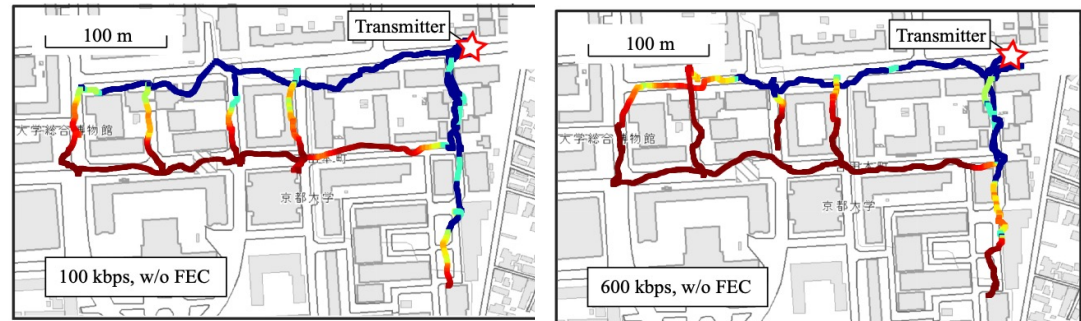 100 m
Transmitter
大学総合博物館
京都大学
100 kbps, w/o FEC
100 m
Transmitter
大学総合博物館
京都大学
600 kbps, w/o FEC